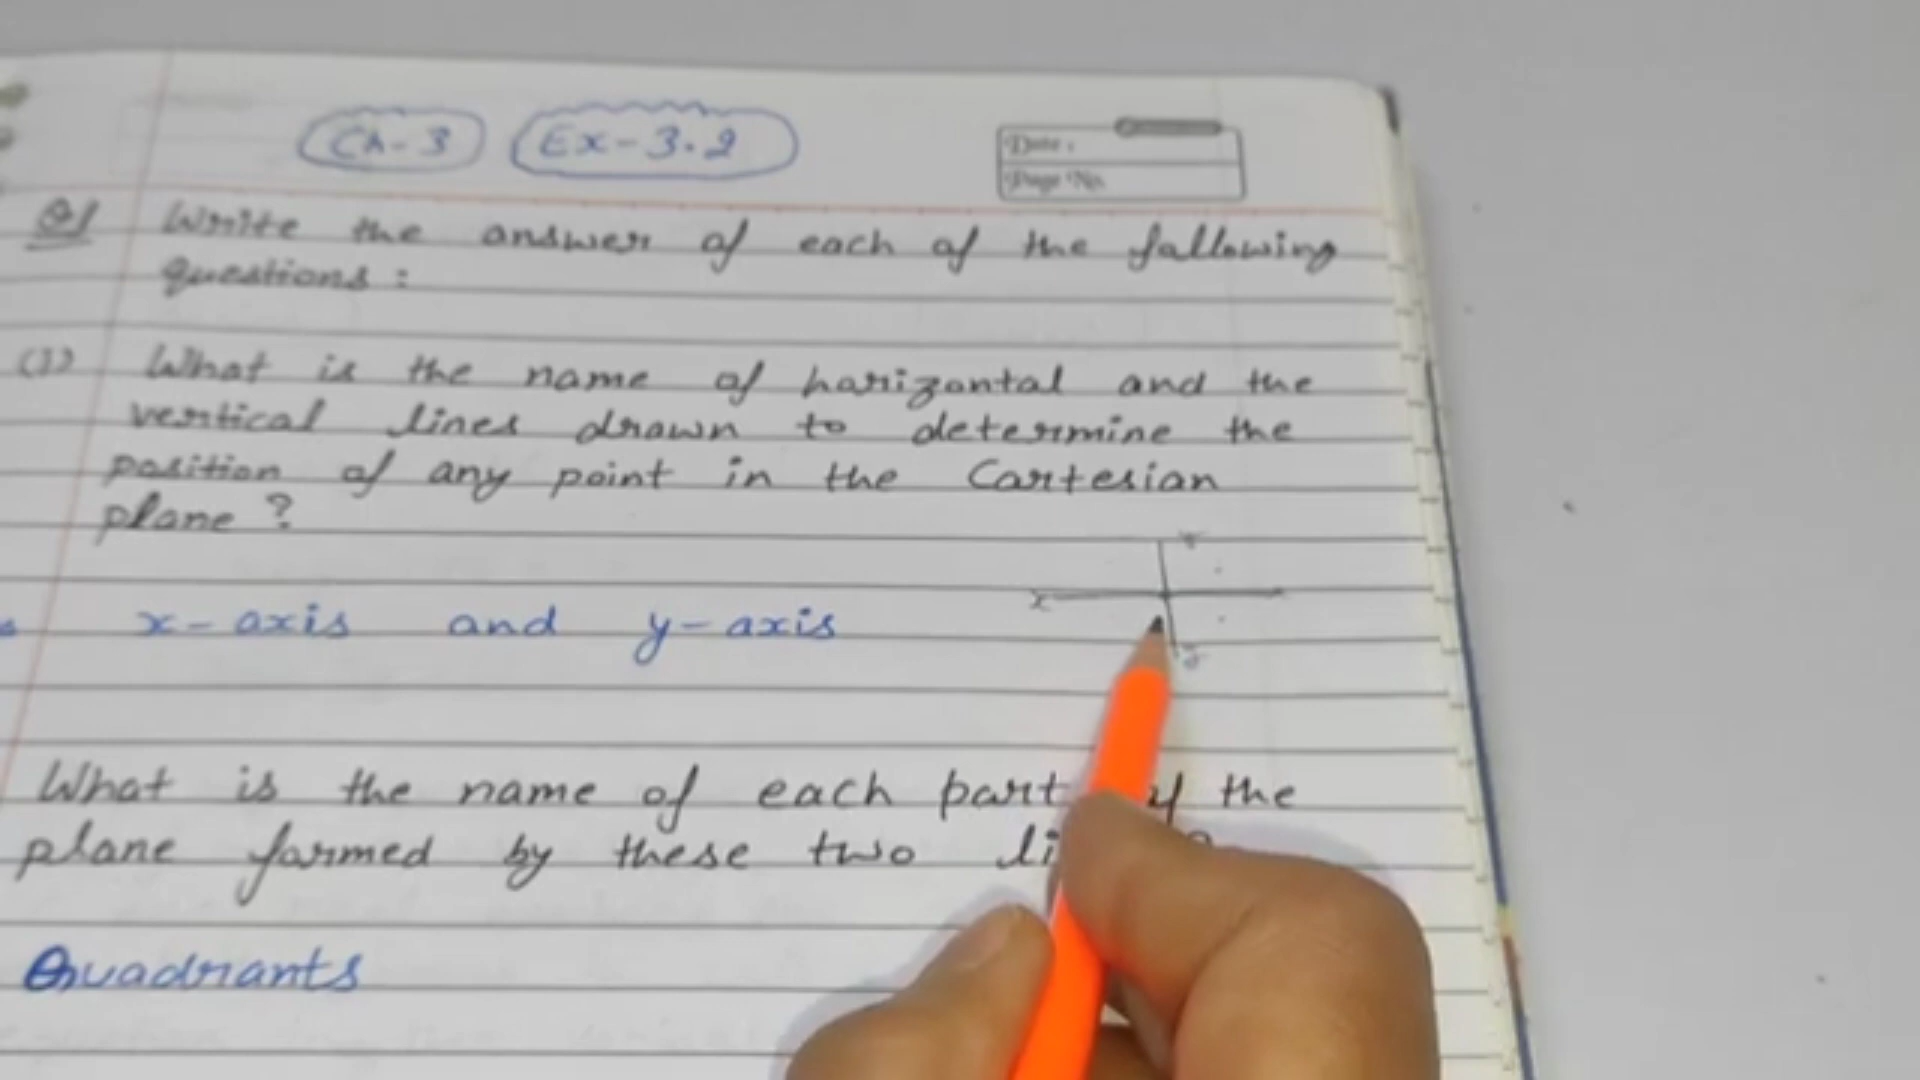 Ch-3 Ex-3.2
Date :
Page No.
Q1 Write the answer of each of the following
questions :
(1) What is the name of horizontal and the
vertical lines drawn to determine the
position of any point in the Cartesian
plane ?
x
x-axis and y-axis
What is the name of each part of the
plane formed by these two
Quadrants